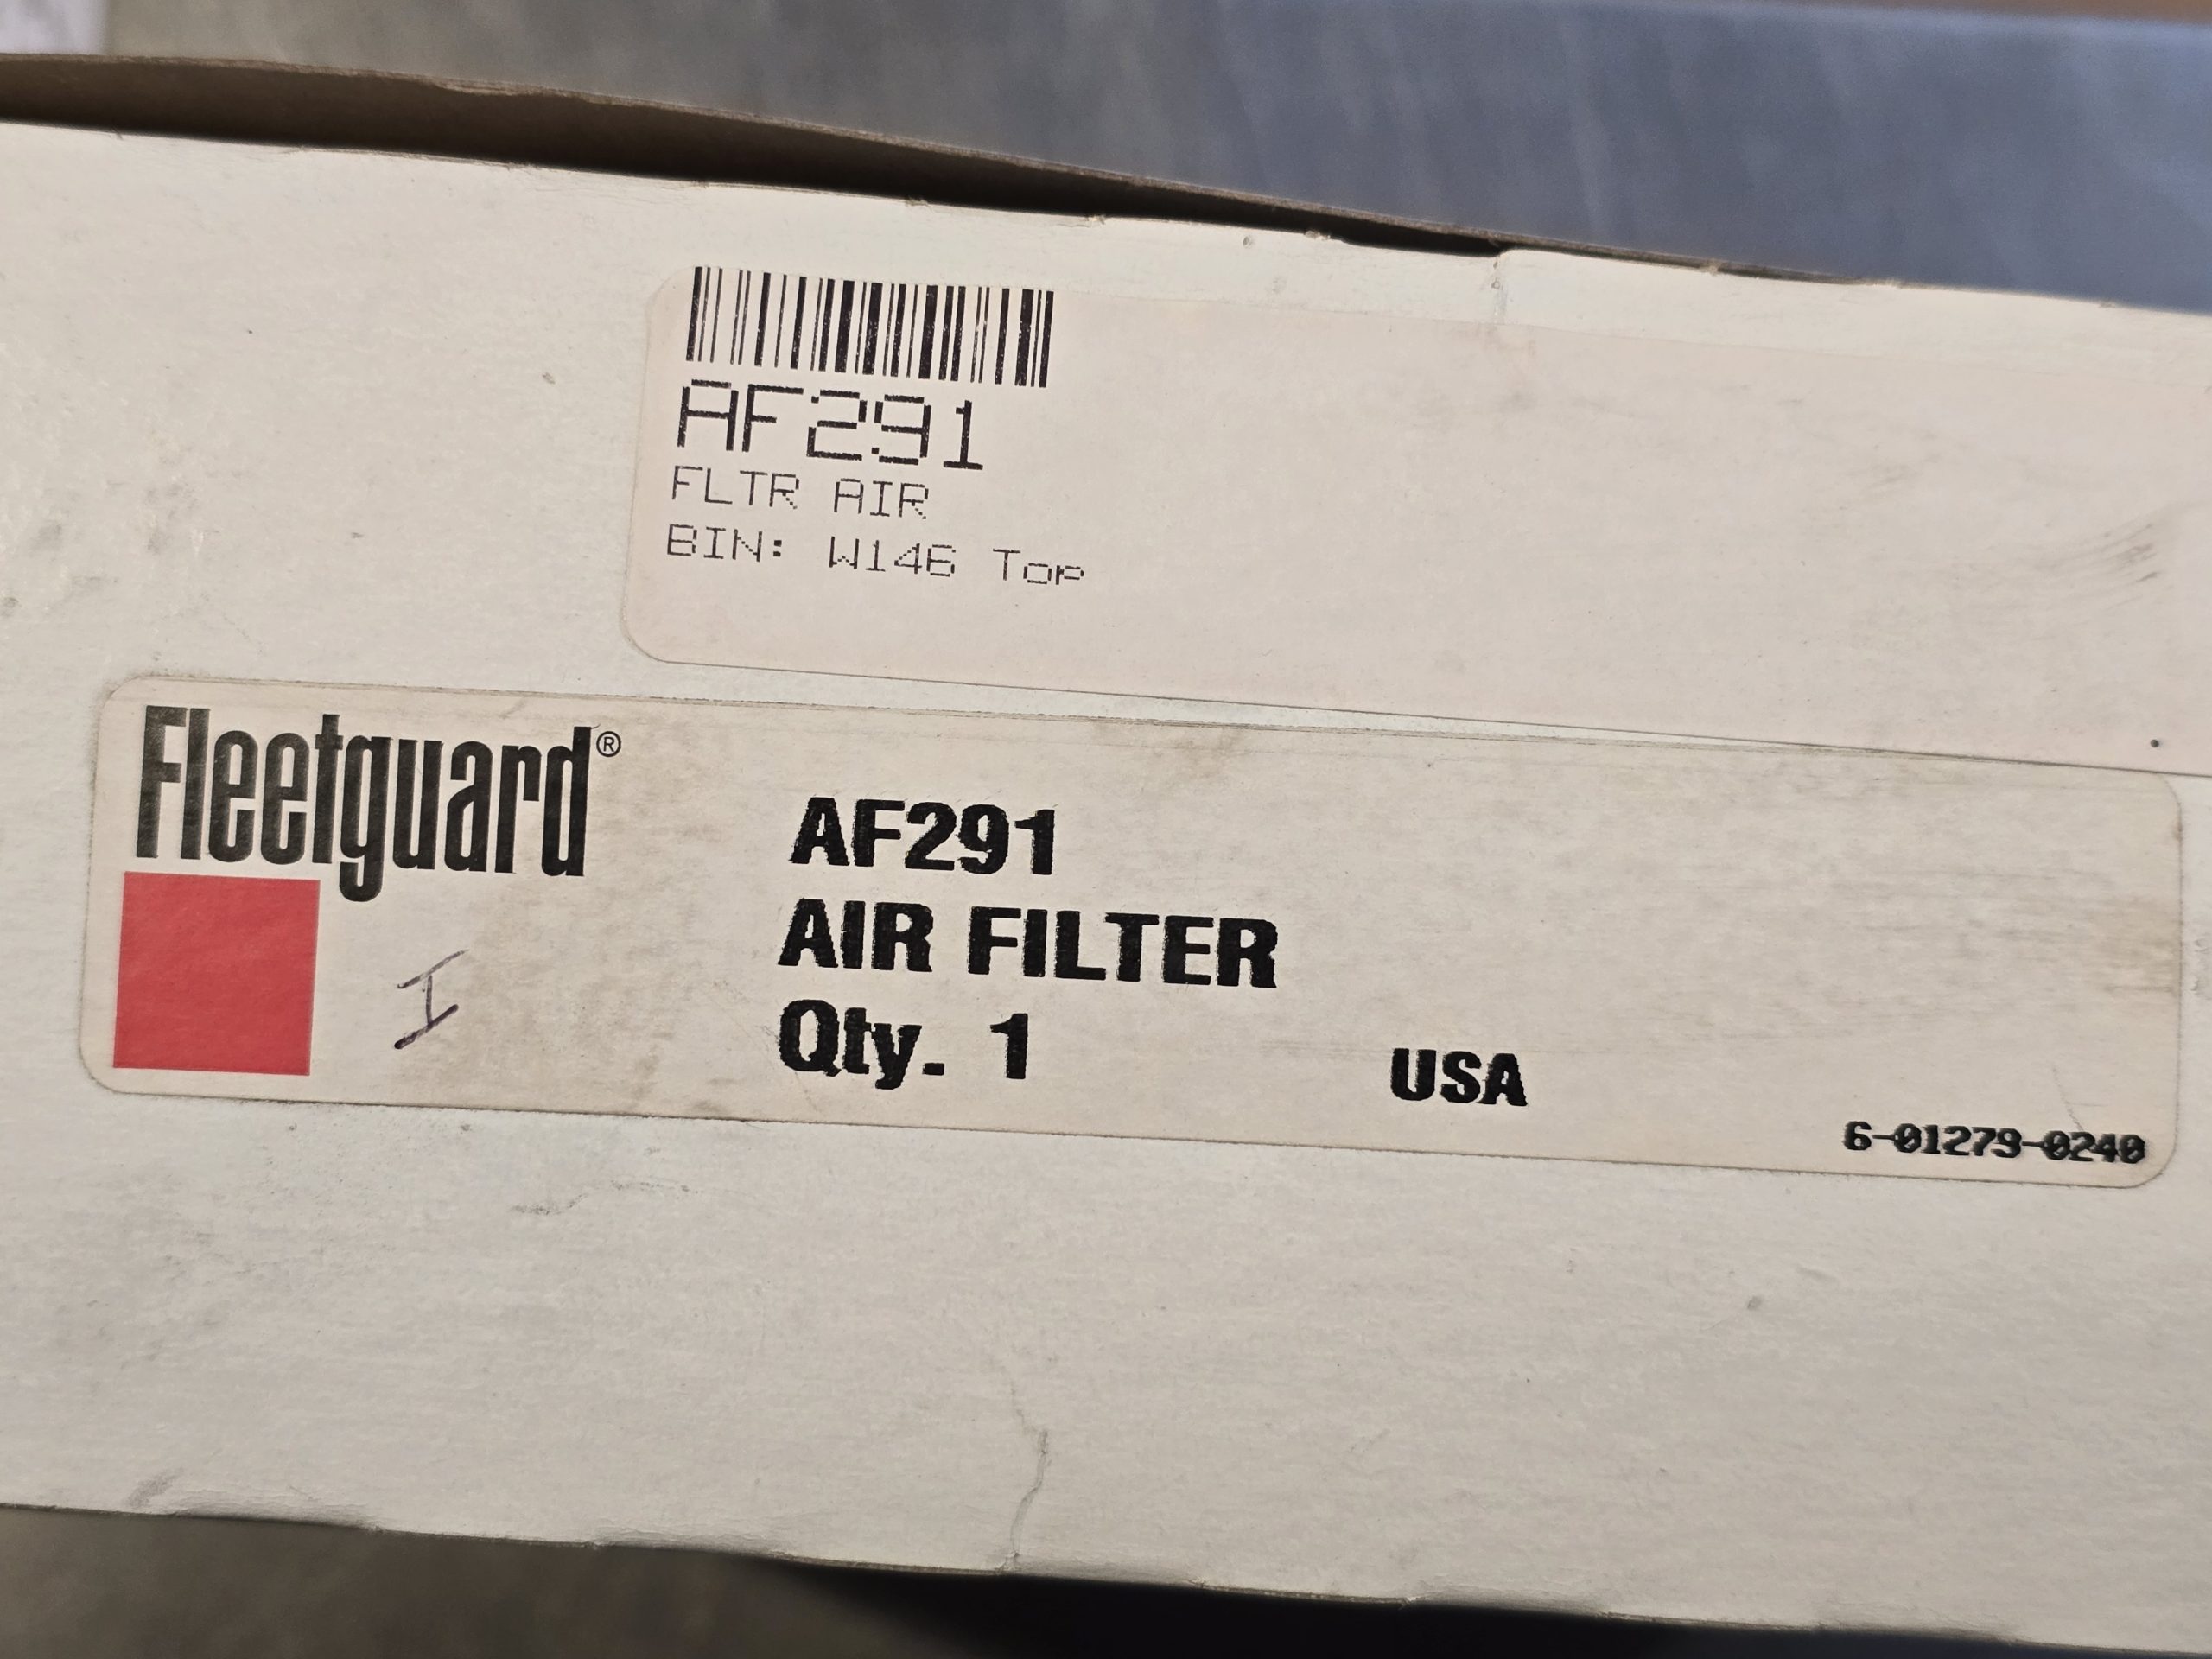 AF291
FLTR AIR
BIN: W146 Top
Fleetguard®
I
AF291
AIR FILTER
Qty. 1
USA
6-01279-0240